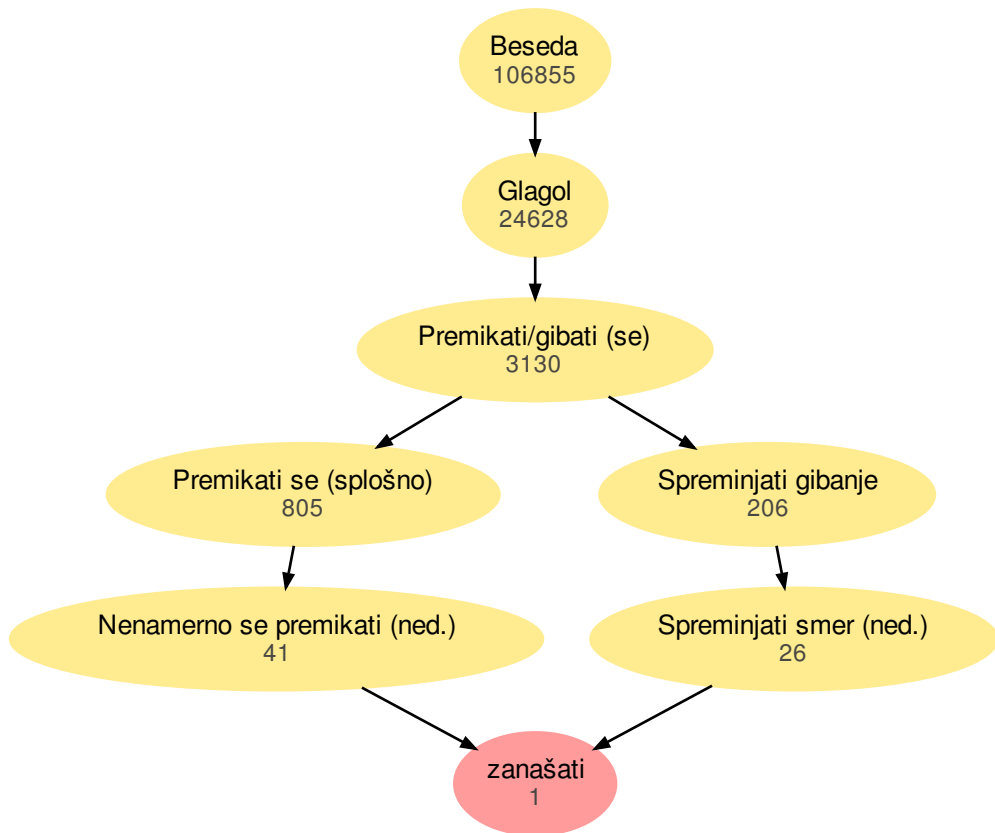 Beseda
106855
Glagol
24628
Premikati/gibati (se)
3130
Premikati se (splošno)
805
Spreminjati gibanje
206
Nenamerno se premikati (ned.)
41
Spreminjati smer (ned.)
26
zanašati
1